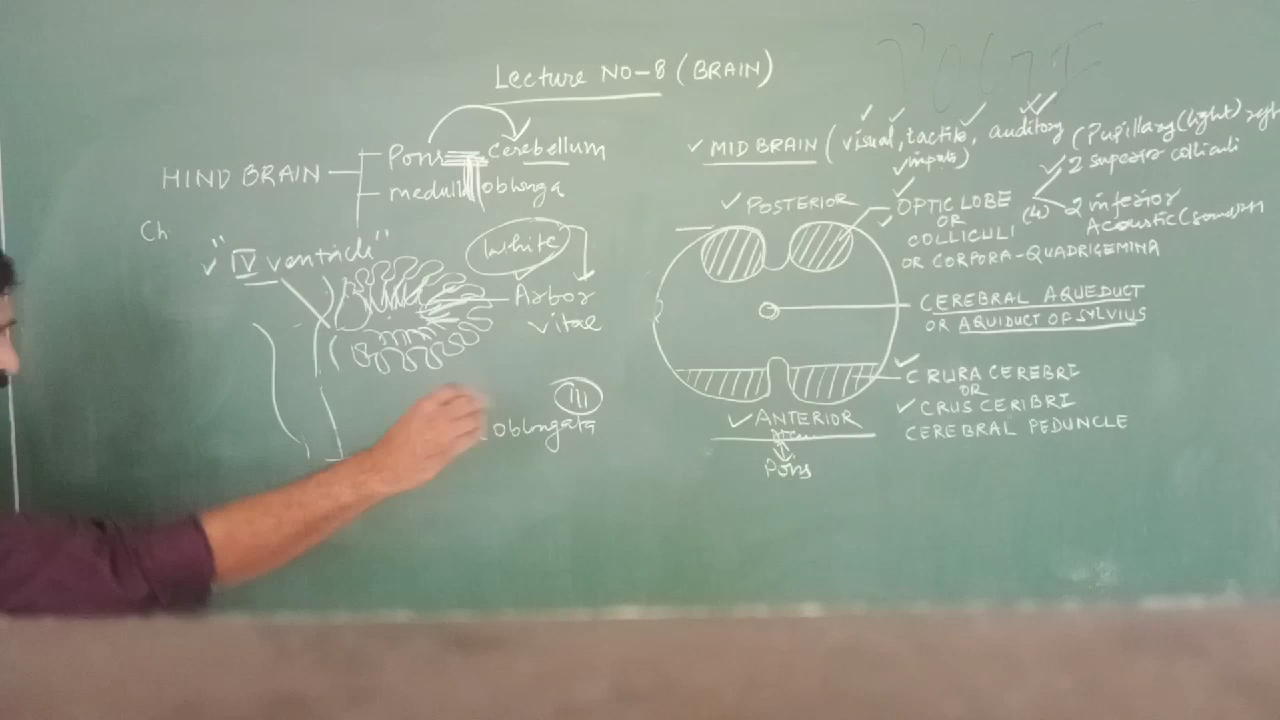 Lecture NO-8 (BRAIN)
HIND BRAIN
Pons
Cerebellum
medulla oblonga
Ch
"IV ventricle"
White
Arbor
vitae
III
oblongata
MID BRAIN (visual, tactile, auditory
inputs)
(Pupillary (light)
2 superior colliculi
2 inferior
Acoustic (sound)
POSTERIOR
OPTIC LOBE
OR
COLLICULI (4)
OR CORPORA-QUADRIGEMINA
CEREBRAL AQUEDUCT
OR AQUIDUCT OF SYLVIUS
CRURA CEREBRI
OR
CRUS CERIBRI
CEREBRAL PEDUNCLE
ANTERIOR
Pons